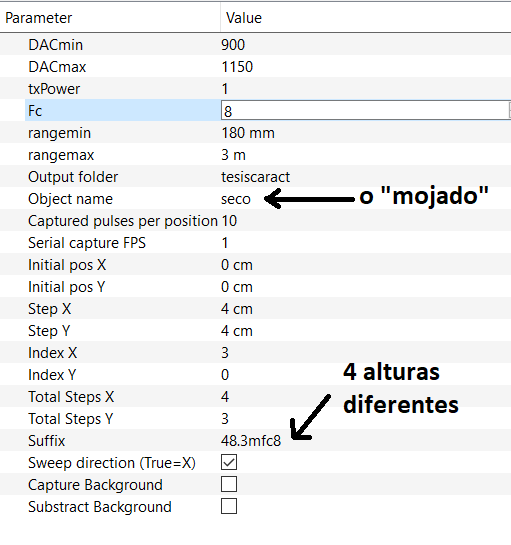 Parameter Value
DACmin 900
DACmax 1150
txPower 1
Fc 8
rangemin 180 mm
rangemax 3 m
Output folder tesiscaract
Object name seco o "mojado"
Captured pulses per position 10
Serial capture FPS 1
Initial pos X 0 cm
Initial pos Y 0 cm
Step X 4 cm
Step Y 4 cm
Index X 3
Index Y 0
4 alturas
diferentes
Total Steps X 4
Total Steps Y 3
Suffix 48.3mfc8
Sweep direction (True=X)
Capture Background
Substract Background